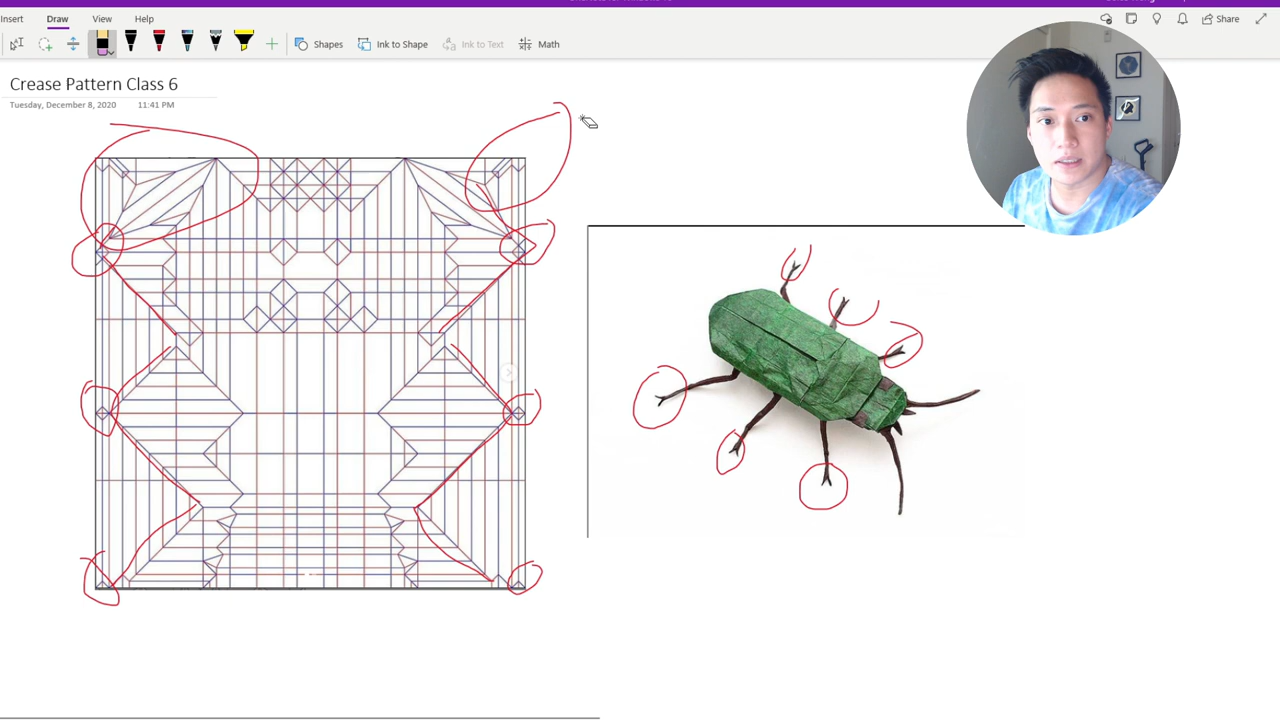 Insert Draw View Help
Share
Shapes Ink to Shape Ink to Text Math
Crease Pattern Class 6
Tuesday, December 8, 2020 11:41 PM